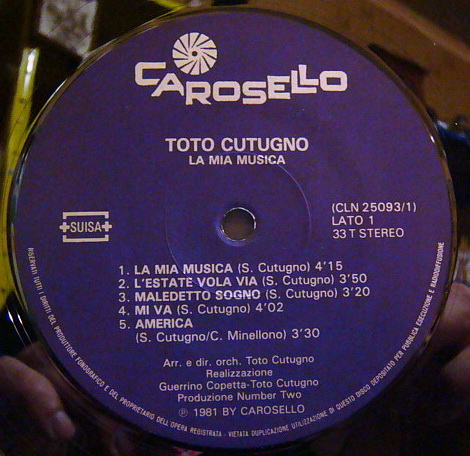 CAROSELLO
TOTO CUTUGNO
LA MIA MUSICA
(CLN 25093/1)
LATO 1
33 T STEREO
SUISA
1. LA MIA MUSICA (S. Cutugno) 4'15
2. L'ESTATE VOLA VIA (S. Cutugno) 3'50
3. MALEDETTO SOGNO (S. Cutugno) 3'20
4. MI VA (S. Cutugno) 4'02
5. AMERICA
(S. Cutugno/C. Minellono) 3'30
Arr. e dir. orch. Toto Cutugno
Realizzazione
Guerrino Copetta-Toto Cutugno
Produzione Number Two
℗ 1981 BY CAROSELLO
RISERVATI TUTTI I DIRITTI DEL PRODUTTORE FONOGRAFICO E DEL PROPRIETARIO DELL'OPERA REGISTRATA - VIETATA DUPLICAZIONE UTILIZZAZIONE DI QUESTO DISCO DEPOSITATO PER PUBBLICA ESECUZIONE E RADIODIFFUSIONE